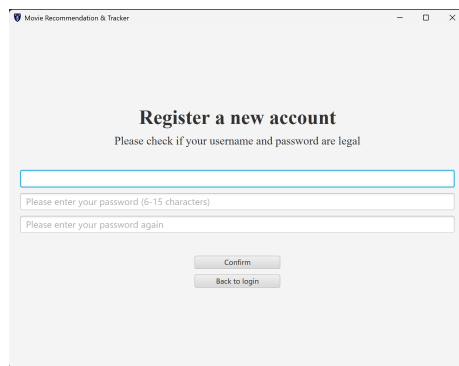 Movie Recommendation & Tracker
Register a new account
Please check if your username and password are legal
Please enter your password (6-15 characters)
Please enter your password again
Confirm
Back to login